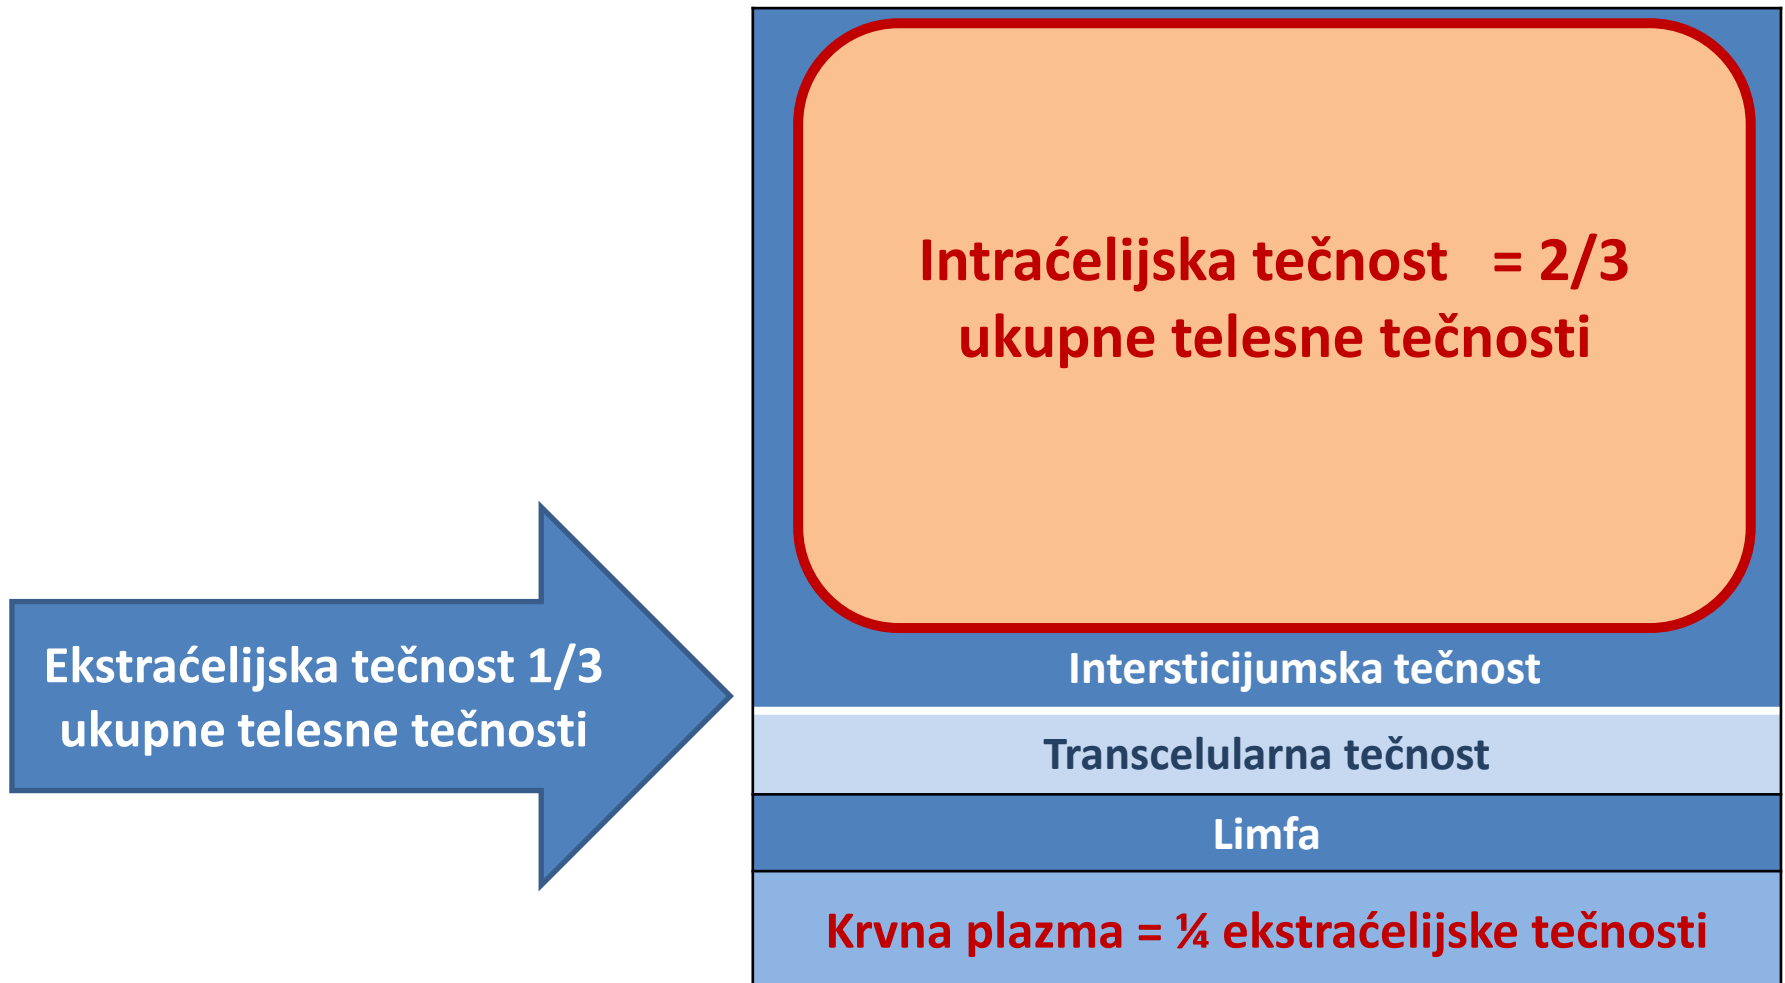 Intraćelijska tečnost = 2/3
ukupne telesne tečnosti
Ekstraćelijska tečnost 1/3
ukupne telesne tečnosti
Intersticijumska tečnost
Transcelularna tečnost
Limfa
Krvna plazma = ¼ ekstraćelijske tečnosti